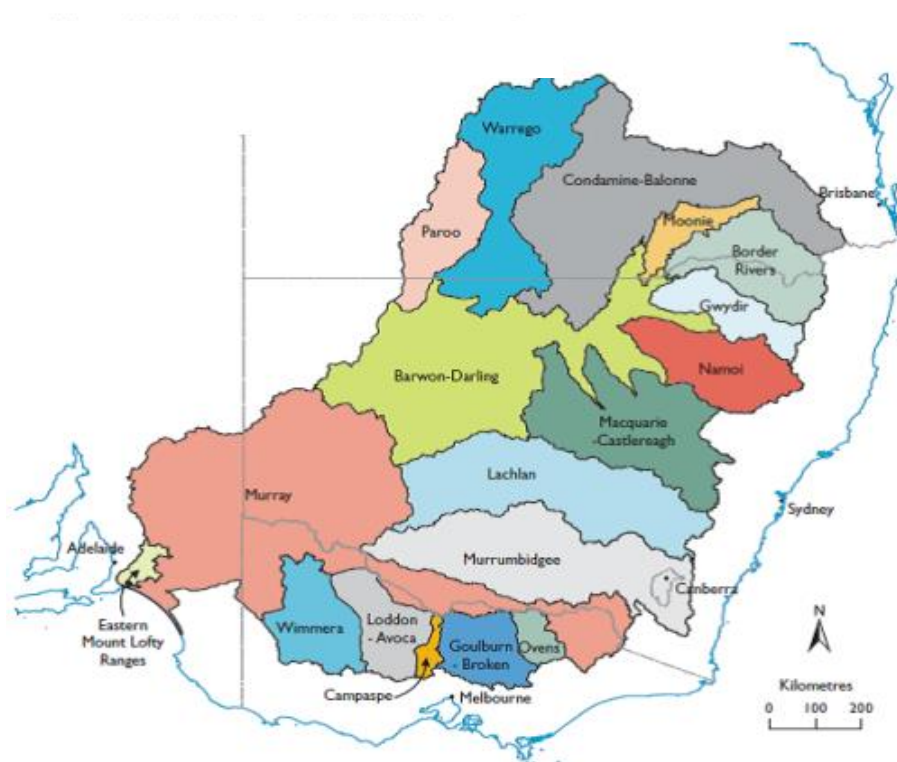 Warrego
Condamine-Balonne
Brisbane
Moonie
Paroo
Border
Rivers
Gwydir
Namoi
Barwon-Darling
Macquarie
-Castlereagh
Lachlan
Murray
Sydney
Adelaide
Murrumbidgee
Canberra
Eastern
Mount Lofty
Ranges
Wimmera
Loddon
- Avoca
Goulburn
- Broken
Ovens
Campaspe
Melbourne
N
Kilometres
0 100 200